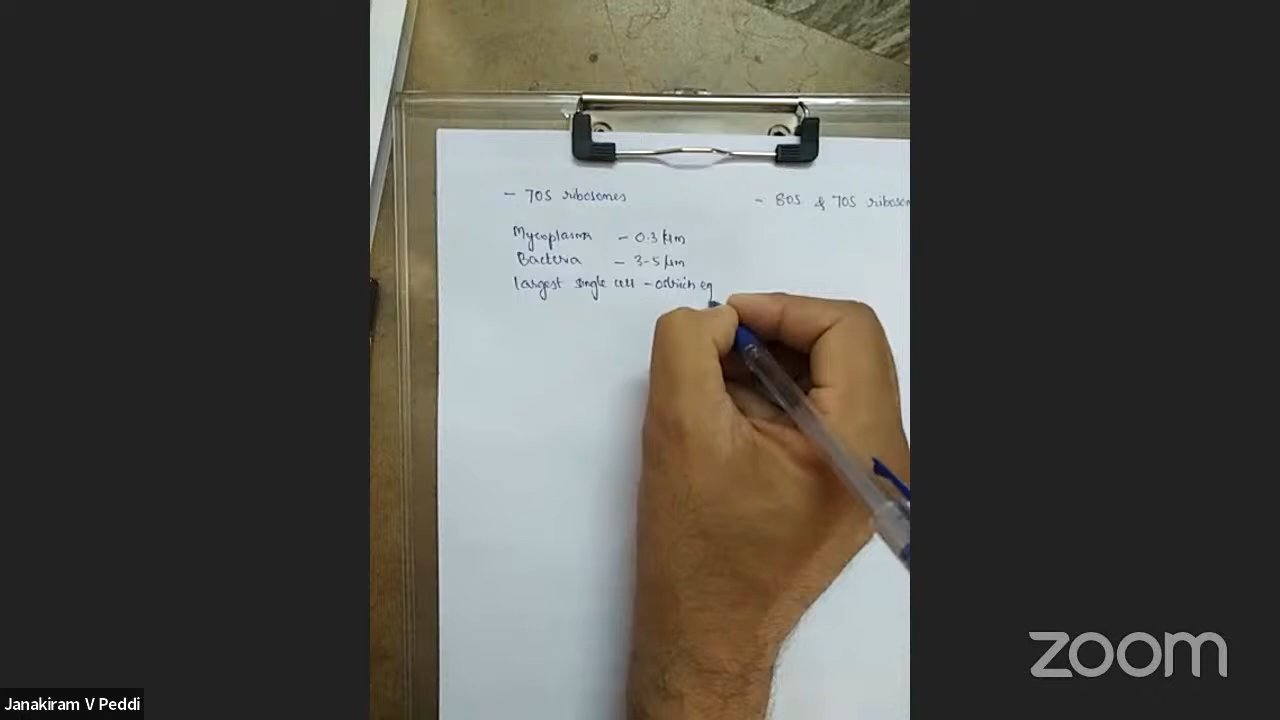 - 70S ribosomes
- 80S & 70S riboson
Mycoplasma - 0.3 µm
Bacteria - 3-5 µm
largest single cell - ostrich eg
zoom
Janakiram V Peddi